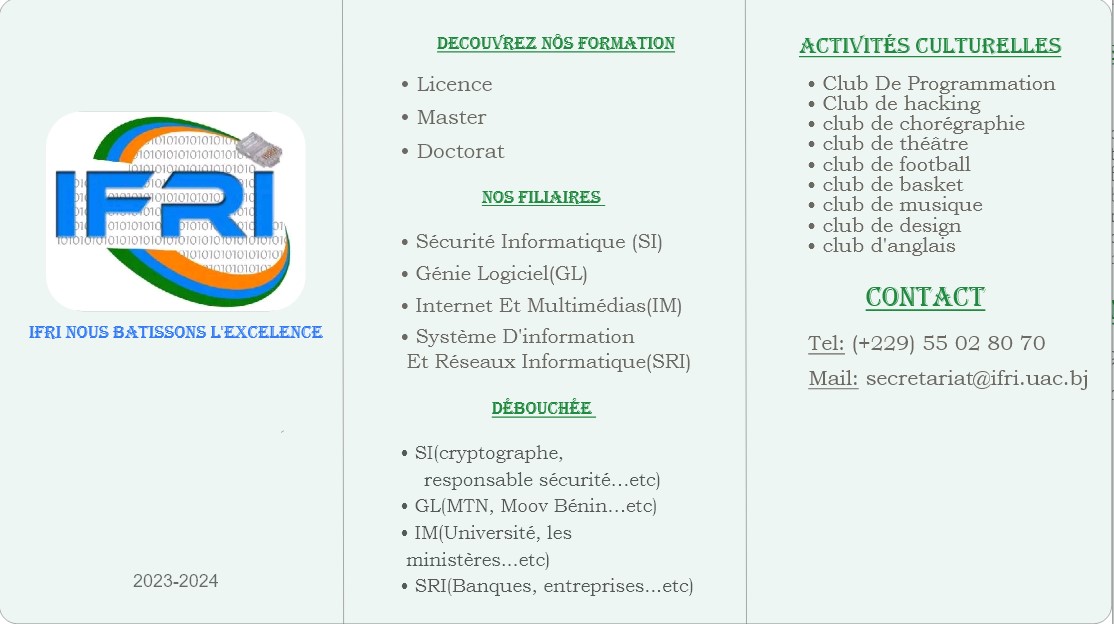 IFRI
IFRI NOUS BATISSONS L'EXCELENCE
2023-2024
DECOUVREZ NÔS FORMATION
• Licence
• Master
• Doctorat
NOS FILIAIRES
• Sécurité Informatique (SI)
• Génie Logiciel(GL)
• Internet Et Multimédias(IM)
• Système D'information
Et Réseaux Informatique(SRI)
DÉBOUCHÉE
• SI(cryptographe,
responsable sécurité...etc)
• GL(MTN, Moov Bénin...etc)
• IM(Université, les
ministères...etc)
• SRI(Banques, entreprises...etc)
ACTIVITÉS CULTURELLES
• Club De Programmation
• Club de hacking
• club de chorégraphie
• club de théâtre
• club de football
• club de basket
• club de musique
• club de design
• club d'anglais
CONTACT
Tel: (+229) 55 02 80 70
Mail: secretariat@ifri.uac.bj